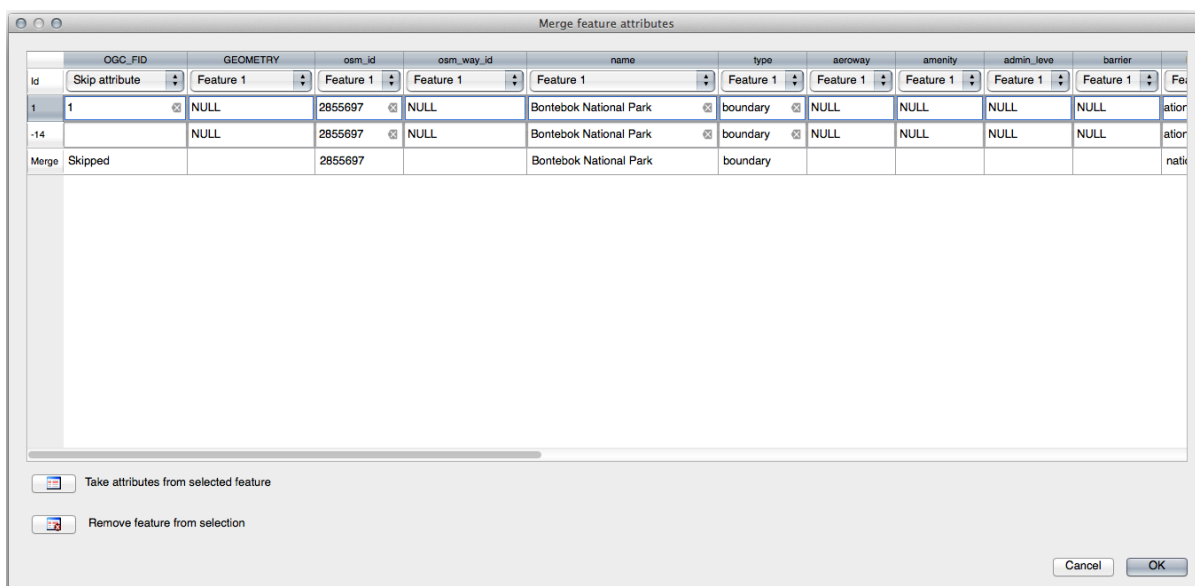 Merge feature attributes
OGC_FID GEOMETRY osm_id osm_way_id name type aeroway amenity admin_leve barrier
Id Skip attribute Feature 1 Feature 1 Feature 1 Feature 1 Feature 1 Feature 1 Feature 1 Feature 1 Feature 1 Fea
1 1 NULL 2855697 NULL Bontebok National Park boundary NULL NULL NULL NULL ation
-14 NULL 2855697 NULL Bontebok National Park boundary NULL NULL NULL NULL ation
Merge Skipped 2855697 Bontebok National Park boundary natio
Take attributes from selected feature
Remove feature from selection
Cancel OK